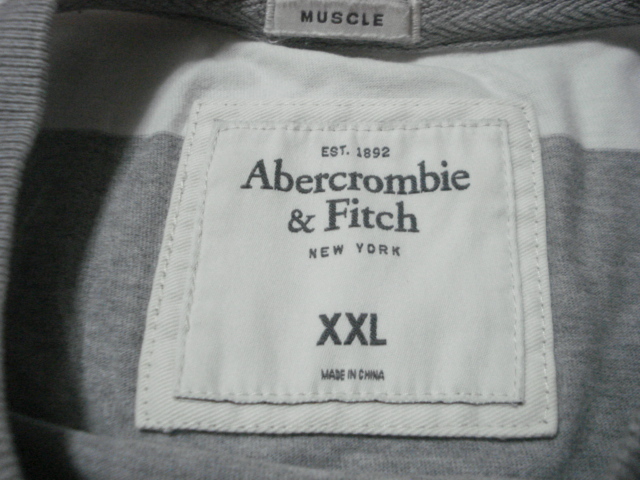 MUSCLE
EST. 1892
Abercrombie
& Fitch
NEW YORK
XXL
MADE IN CHINA